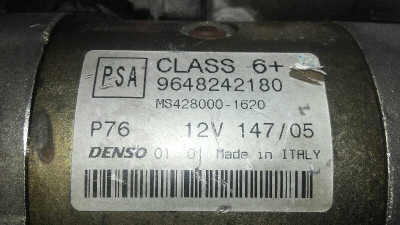 PSA CLASS 6+
9648242180
MS428000-1620
P76 12V 147/05
DENSO 01 01 Made in ITALY